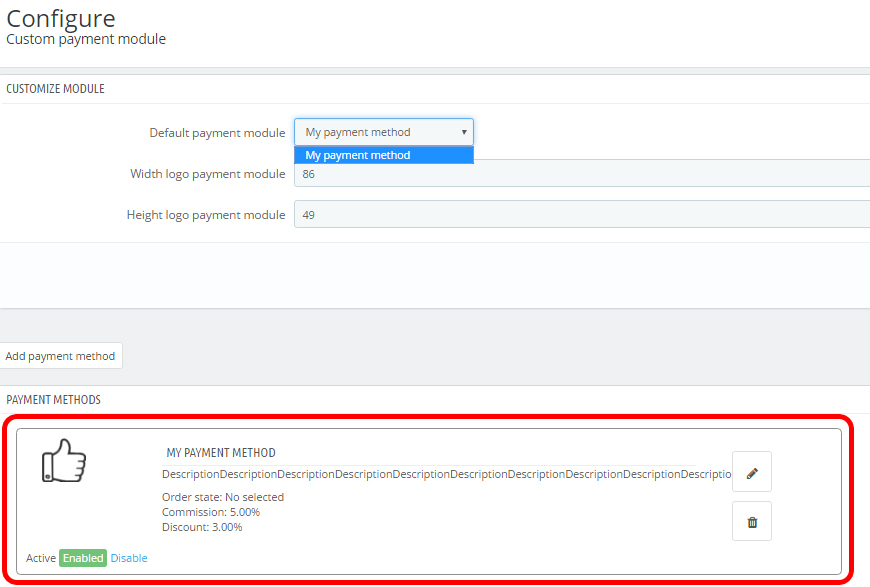 Configure
Custom payment module
CUSTOMIZE MODULE
Default payment module My payment method
My payment method
Width logo payment module 86
Height logo payment module 49
Add payment method
PAYMENT METHODS
MY PAYMENT METHOD
DescriptionDescriptionDescriptionDescriptionDescriptionDescriptionDescriptionDescriptionDescriptionDescriptio
Order state: No selected
Commission: 5.00%
Discount: 3.00%
Active Enabled Disable